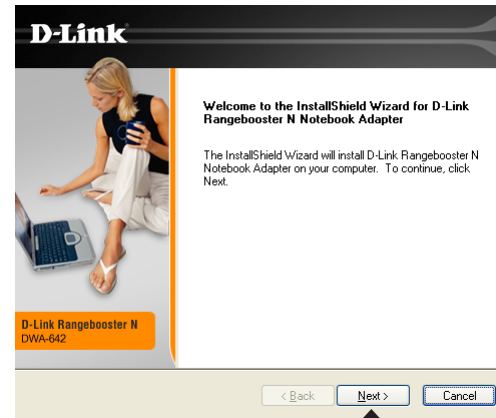 D-Link
Welcome to the InstallShield Wizard for D-Link
Rangebooster N Notebook Adapter
The InstallShield Wizard will install D-Link Rangebooster N
Notebook Adapter on your computer. To continue, click
Next.
D-Link Rangebooster N
DWA-642
< Back
Next >
Cancel